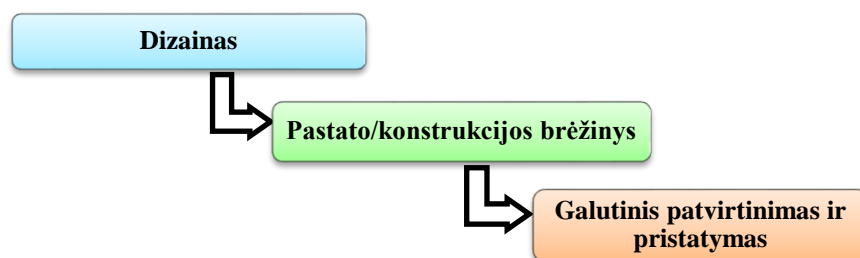 Dizainas
Pastato/konstrukcijos brėžinys
Galutinis patvirtinimas ir
pristatymas